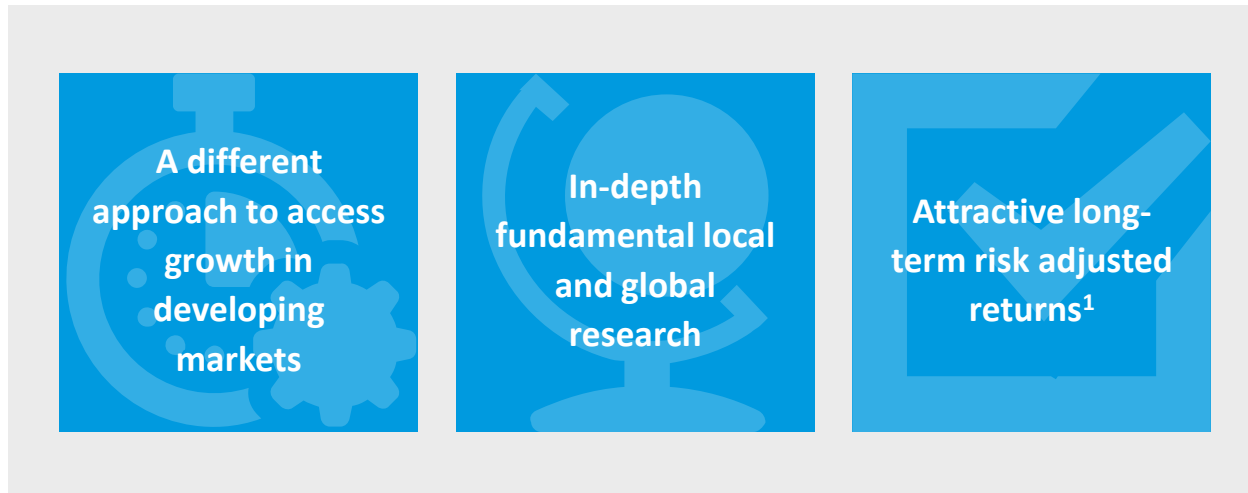 A different
approach to access
growth in
developing
markets
In-depth
fundamental local
and global
research
Attractive long-
term risk adjusted
returns¹